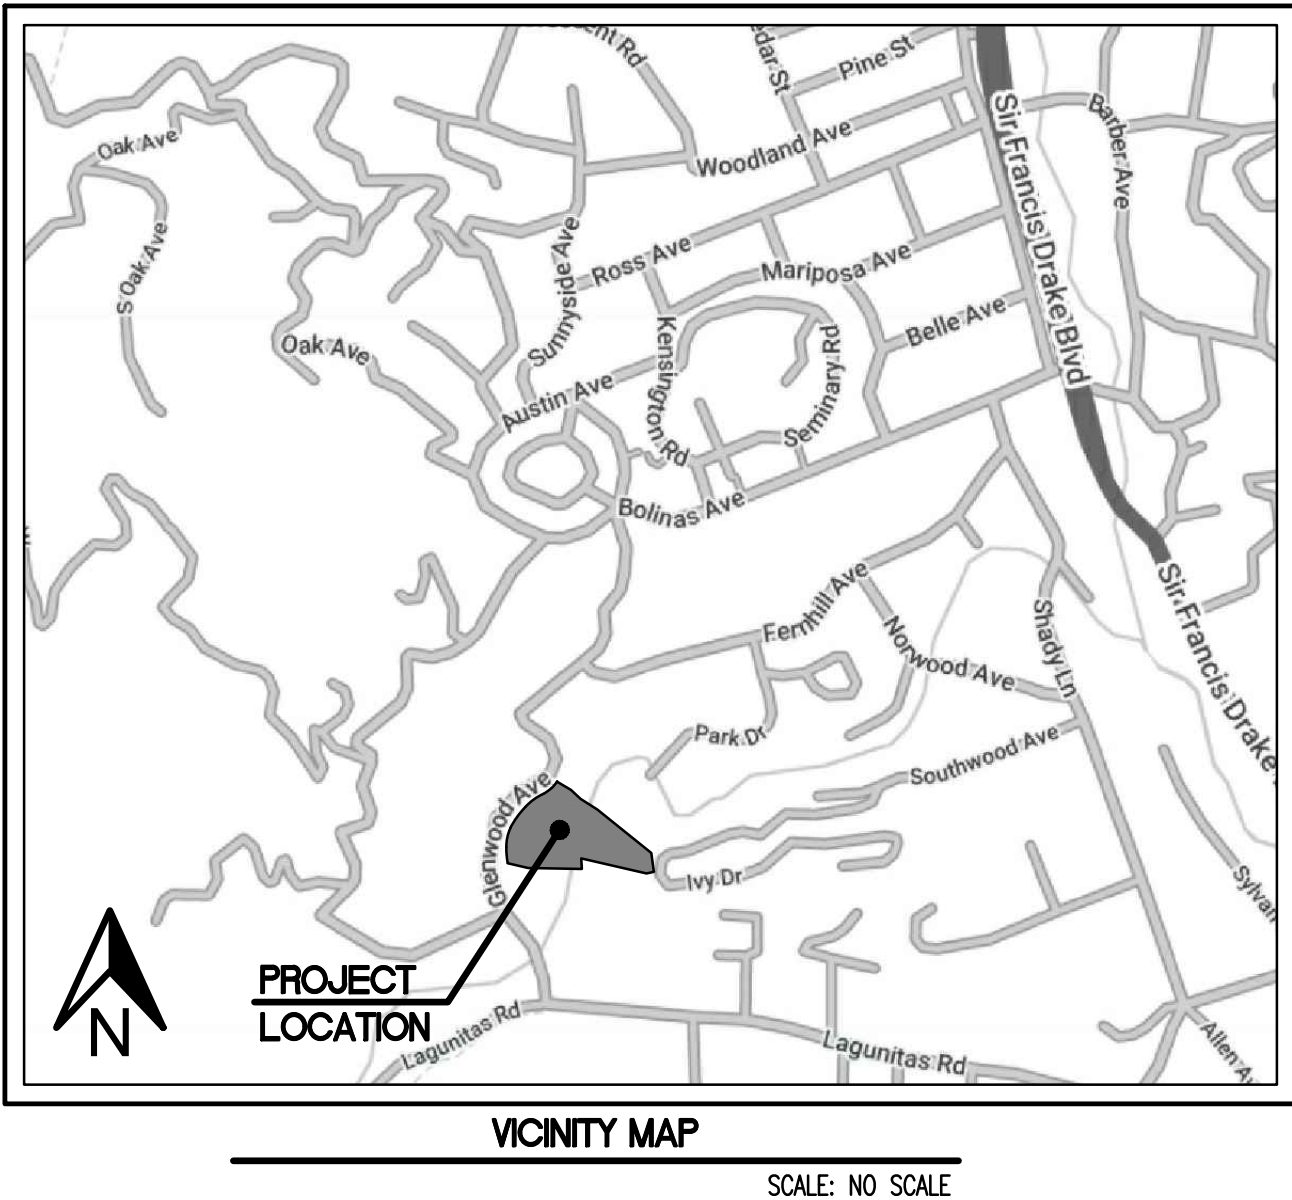 Pine St
Woodland Ave
Oak Ave
Barber Ave
Sir Francis Drake Blvd
S Oak Ave
Sunnyside Ave
Ross Ave
Mariposa Ave
Belle Ave
Oak Ave
Kensington Rd
Seminary Rd
Austin Ave
Bolinas Ave
Fernhill Ave
Norwood Ave
Shady Ln
Sir Francis Drake
Park Dr
Southwood Ave
Glenwood Ave
Ivy Dr
PROJECT
LOCATION
N
Lagunitas Rd
Lagunitas Rd
VICINITY MAP
SCALE: NO SCALE